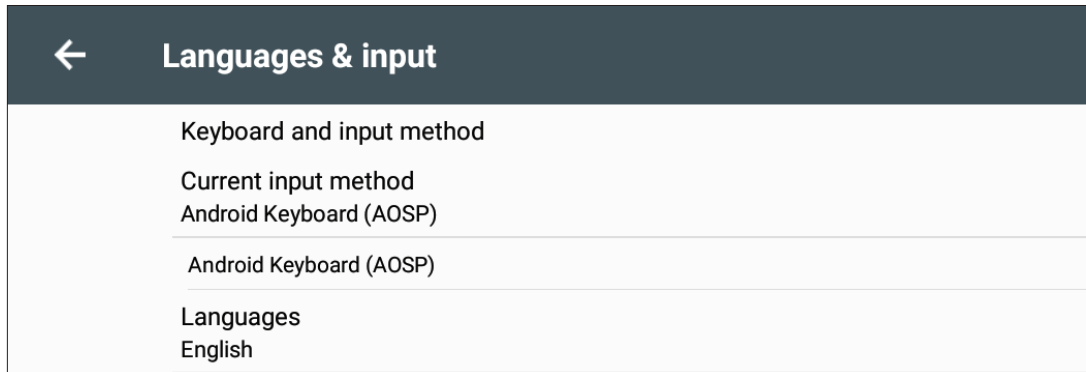 Languages & input
Keyboard and input method
Current input method
Android Keyboard (AOSP)
Android Keyboard (AOSP)
Languages
English